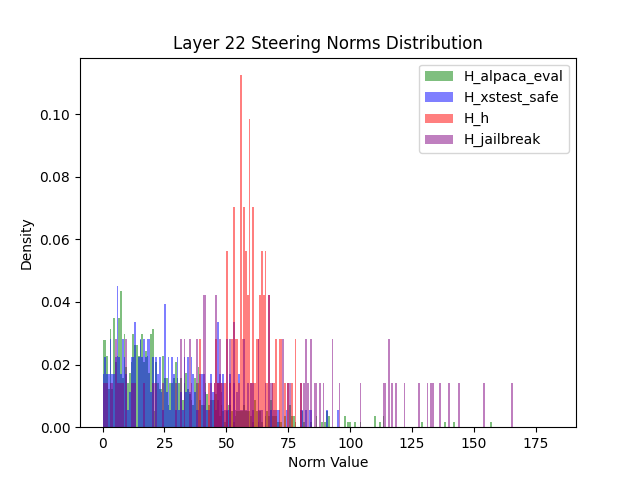 Layer 22 Steering Norms Distribution
H_alpaca_eval
H_xstest_safe
H_h
H_jailbreak
Density
0.10
0.08
0.06
0.04
0.02
0.00
0 25 50 75 100 125 150 175
Norm Value